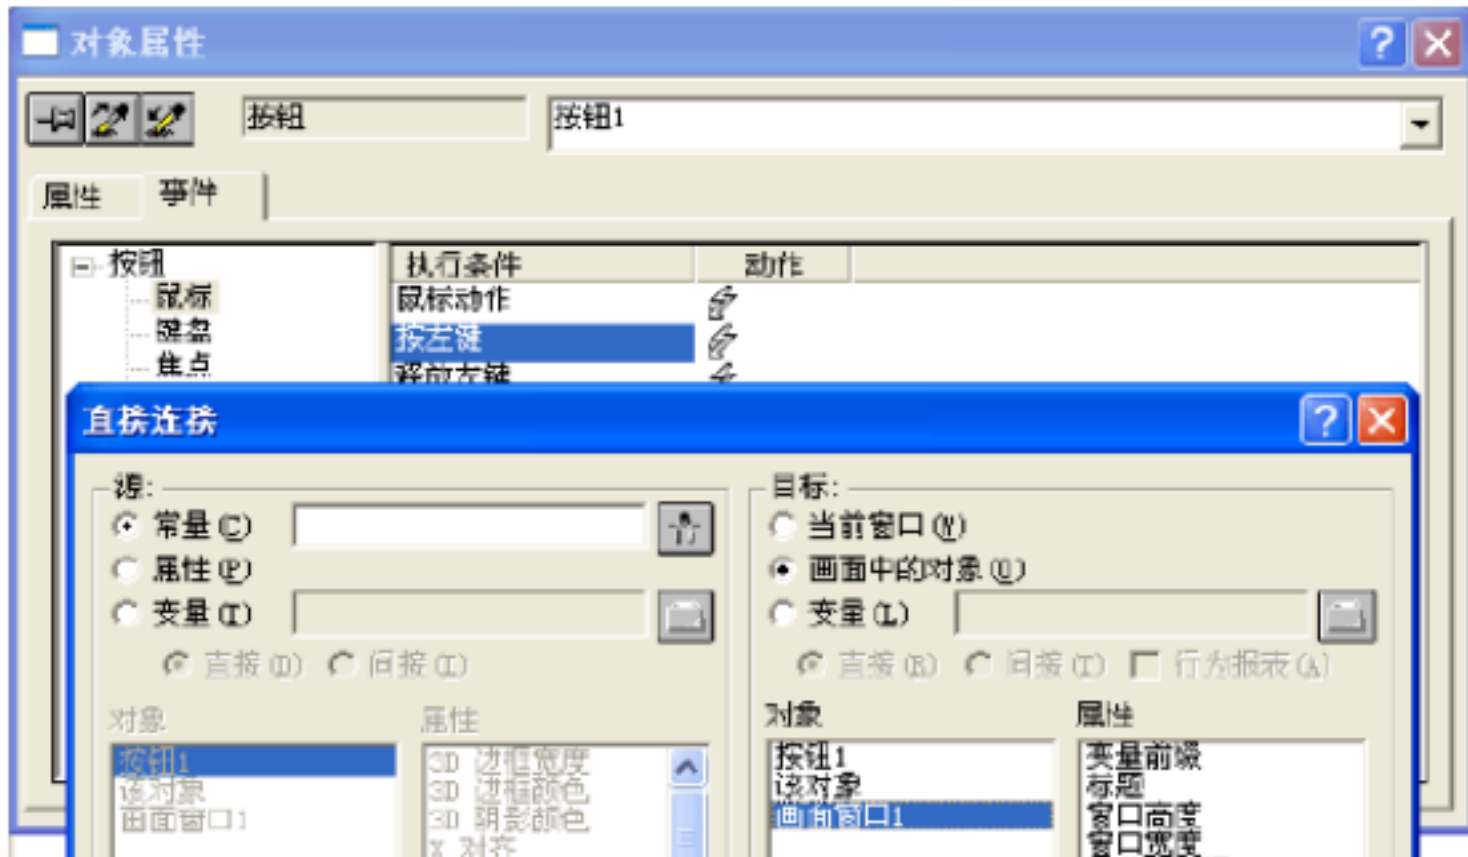 对象属性
按钮 按钮1
属性 事件
按钮 执行条件 动作
鼠标 鼠标动作
键盘 按左键
焦点 释放左键
直接连接
源: 目标:
常量(C) 当前窗口(W)
属性(P) 画面中的对象(U)
变量(T) 变量(L)
直接(D) 间接(I) 直接(R) 间接(T) 行为报表(A)
对象 属性 对象 属性
按钮1 3D 边框宽度 按钮1 变量前缀
该对象 3D 边框颜色 该对象 标题
画面窗口1 3D 阴影颜色 画面窗口1 窗口高度
X 对齐 窗口宽度